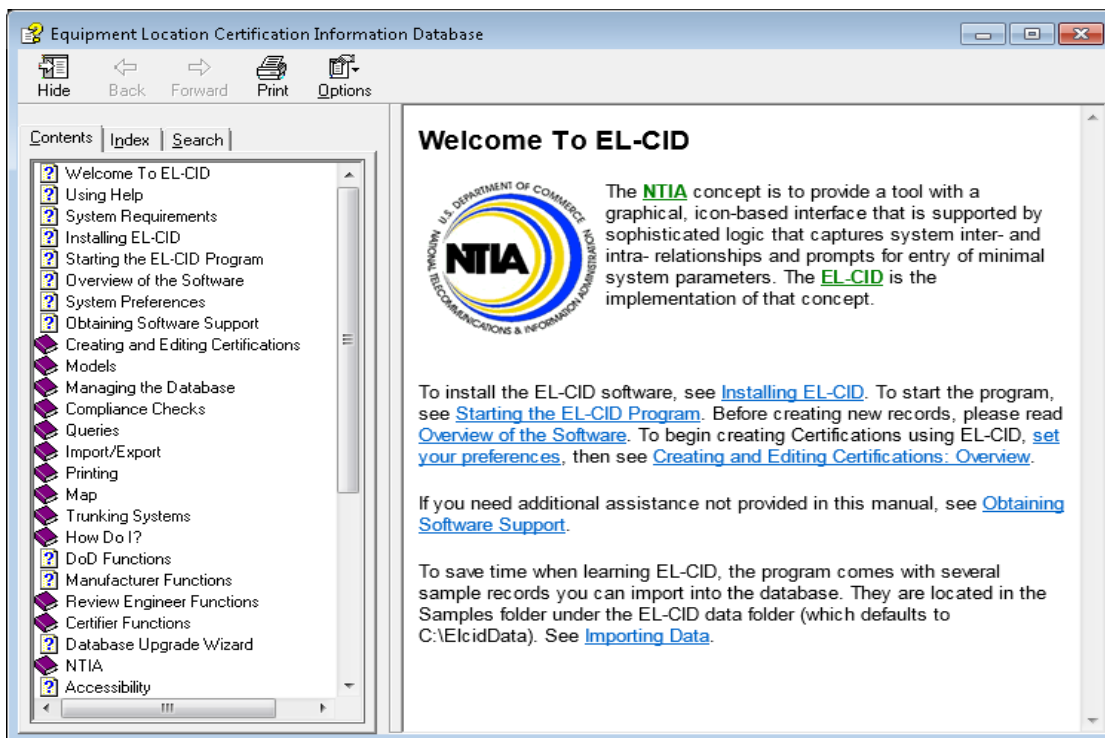 Equipment Location Certification Information Database
Hide Back Forward Print Options
Contents Index Search
Welcome To EL-CID
Using Help
System Requirements
Installing EL-CID
Starting the EL-CID Program
Overview of the Software
System Preferences
Obtaining Software Support
Creating and Editing Certifications
Models
Managing the Database
Compliance Checks
Queries
Import/Export
Printing
Map
Trunking Systems
How Do I?
DoD Functions
Manufacturer Functions
Review Engineer Functions
Certifier Functions
Database Upgrade Wizard
NTIA
Accessibility
Welcome To EL-CID
U.S. DEPARTMENT OF COMMERCE
NATIONAL TELECOMMUNICATIONS & INFORMATION ADMINISTRATION
NTIA
The NTIA concept is to provide a tool with a
graphical, icon-based interface that is supported by
sophisticated logic that captures system inter- and
intra- relationships and prompts for entry of minimal
system parameters. The EL-CID is the
implementation of that concept.
To install the EL-CID software, see Installing EL-CID. To start the program,
see Starting the EL-CID Program. Before creating new records, please read
Overview of the Software. To begin creating Certifications using EL-CID, set
your preferences, then see Creating and Editing Certifications: Overview.
If you need additional assistance not provided in this manual, see Obtaining
Software Support.
To save time when learning EL-CID, the program comes with several
sample records you can import into the database. They are located in the
Samples folder under the EL-CID data folder (which defaults to
C:\ElcidData). See Importing Data.